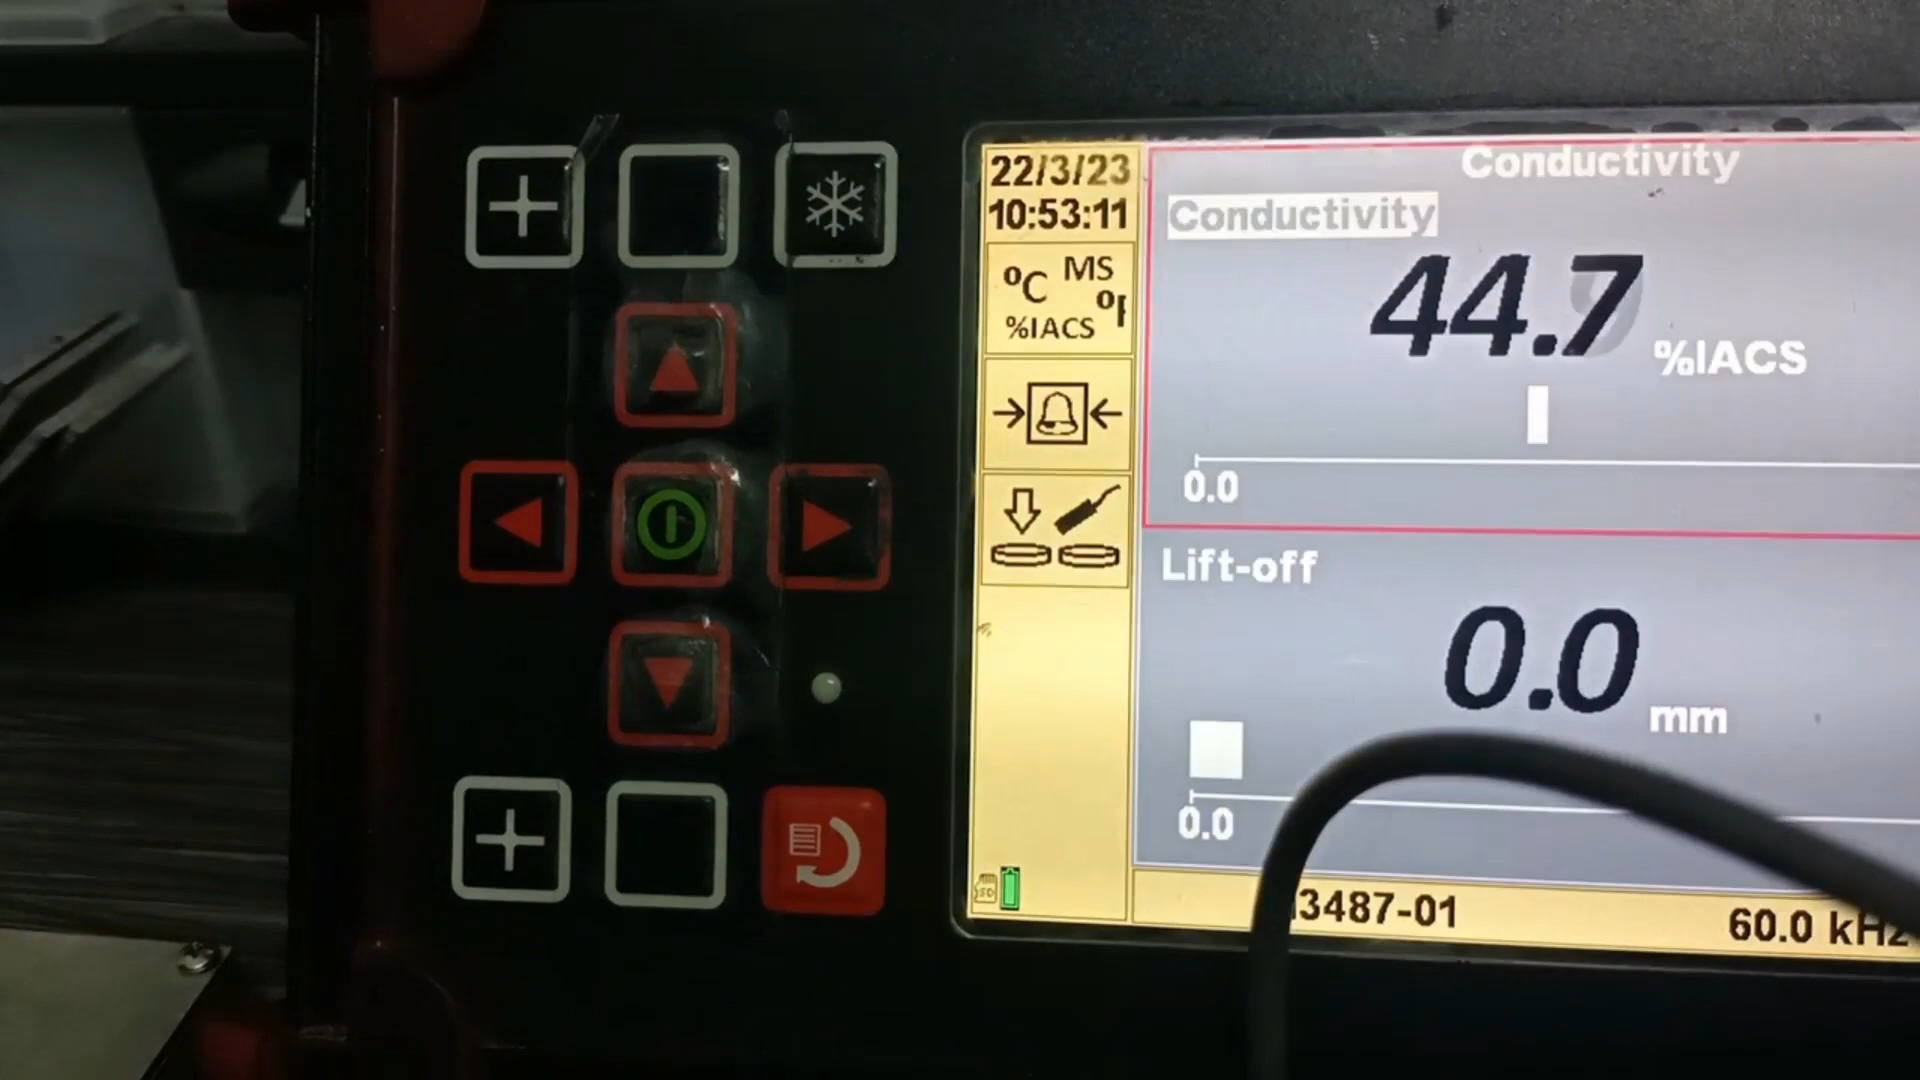 22/3/23
10:53:11
°C MS
%IACS
Conductivity
Conductivity
44.7
%IACS
0.0
Lift-off
0.0
mm
0.0
SD
3487-01
60.0 kHz